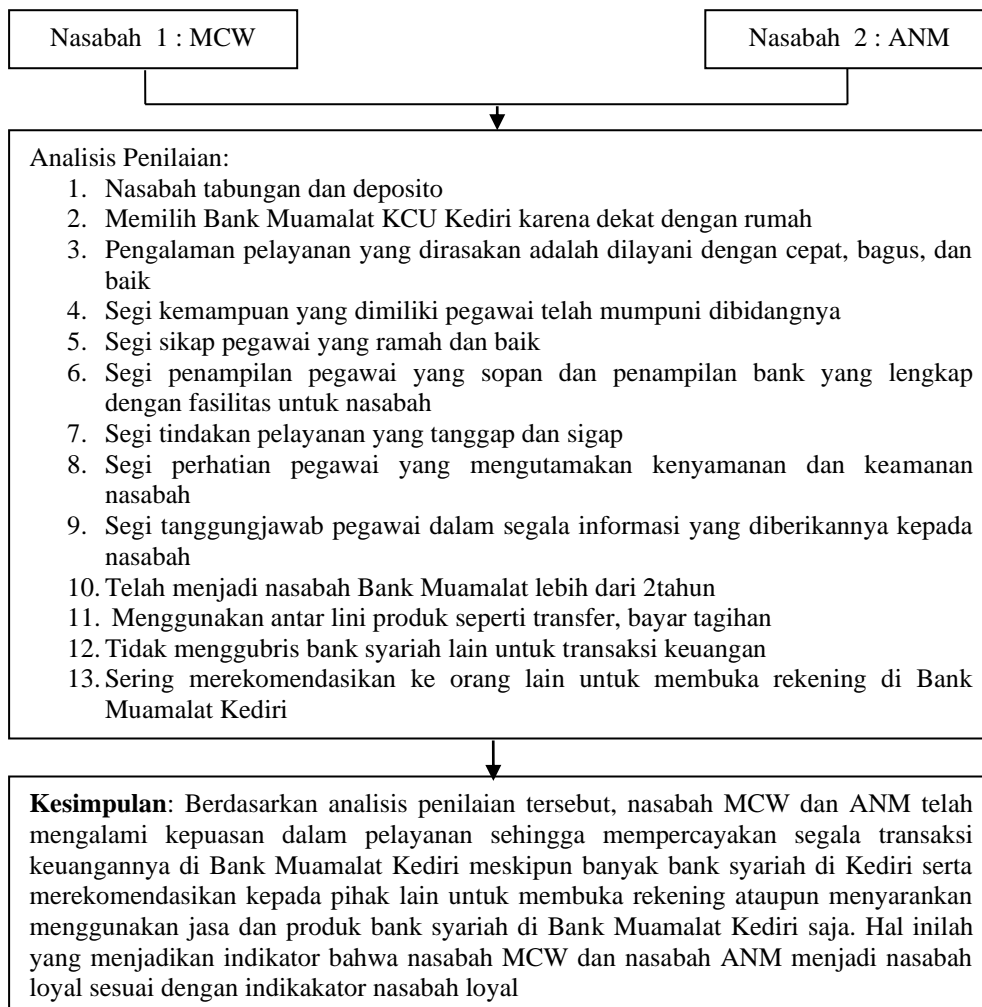 Nasabah 1 : MCW
Nasabah 2 : ANM
Analisis Penilaian:
1. Nasabah tabungan dan deposito
2. Memilih Bank Muamalat KCU Kediri karena dekat dengan rumah
3. Pengalaman pelayanan yang dirasakan adalah dilayani dengan cepat, bagus, dan
baik
4. Segi kemampuan yang dimiliki pegawai telah mumpuni dibidangnya
5. Segi sikap pegawai yang ramah dan baik
6. Segi penampilan pegawai yang sopan dan penampilan bank yang lengkap
dengan fasilitas untuk nasabah
7. Segi tindakan pelayanan yang tanggap dan sigap
8. Segi perhatian pegawai yang mengutamakan kenyamanan dan keamanan
nasabah
9. Segi tanggungjawab pegawai dalam segala informasi yang diberikannya kepada
nasabah
10. Telah menjadi nasabah Bank Muamalat lebih dari 2tahun
11. Menggunakan antar lini produk seperti transfer, bayar tagihan
12. Tidak menggubris bank syariah lain untuk transaksi keuangan
13. Sering merekomendasikan ke orang lain untuk membuka rekening di Bank
Muamalat Kediri
Kesimpulan: Berdasarkan analisis penilaian tersebut, nasabah MCW dan ANM telah
mengalami kepuasan dalam pelayanan sehingga mempercayakan segala transaksi
keuangannya di Bank Muamalat Kediri meskipun banyak bank syariah di Kediri serta
merekomendasikan kepada pihak lain untuk membuka rekening ataupun menyarankan
menggunakan jasa dan produk bank syariah di Bank Muamalat Kediri saja. Hal inilah
yang menjadikan indikator bahwa nasabah MCW dan nasabah ANM menjadi nasabah
loyal sesuai dengan indikakator nasabah loyal